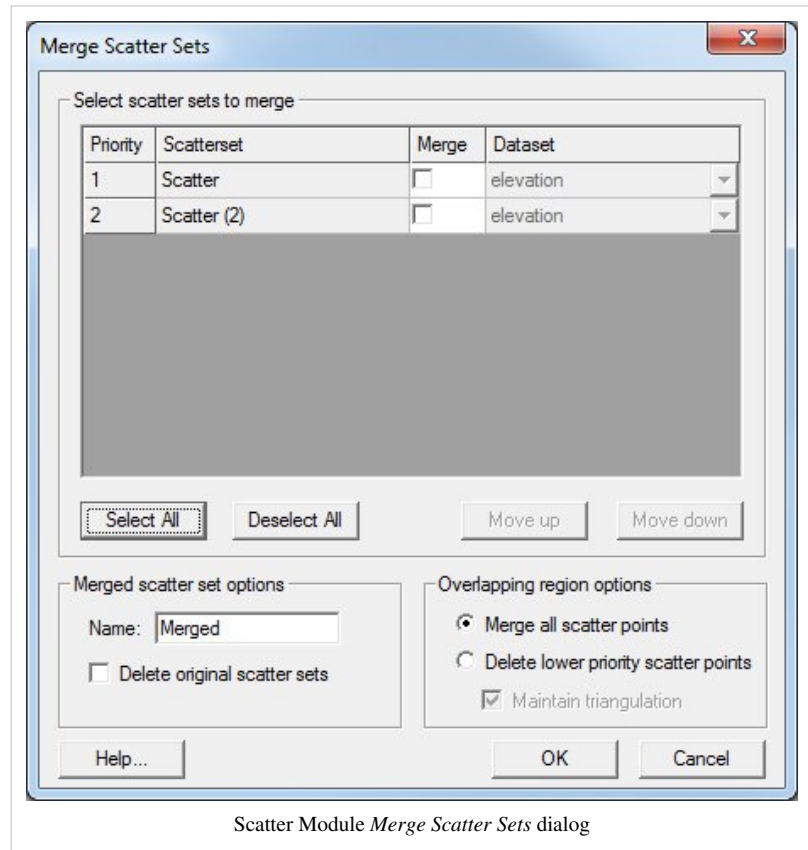 Merge Scatter Sets
Select scatter sets to merge
Priority Scatterset Merge Dataset
1 Scatter elevation
2 Scatter (2) elevation
Select All Deselect All Move up Move down
Merged scatter set options
Name: Merged
Delete original scatter sets
Overlapping region options
Merge all scatter points
Delete lower priority scatter points
Maintain triangulation
Help... OK Cancel
Scatter Module Merge Scatter Sets dialog